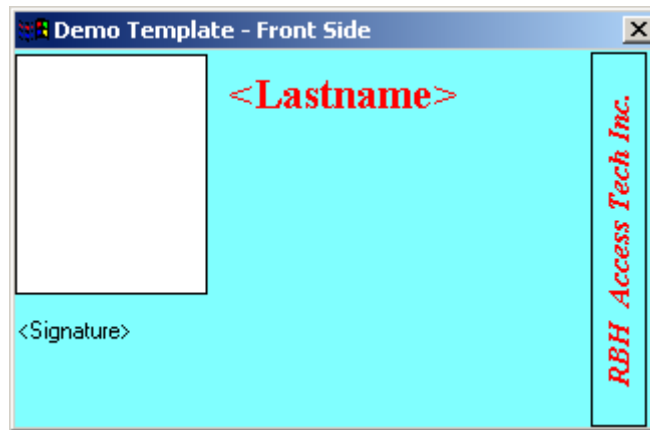 Demo Template - Front Side
<Lastname>
<Signature>
RBH Access Tech Inc.